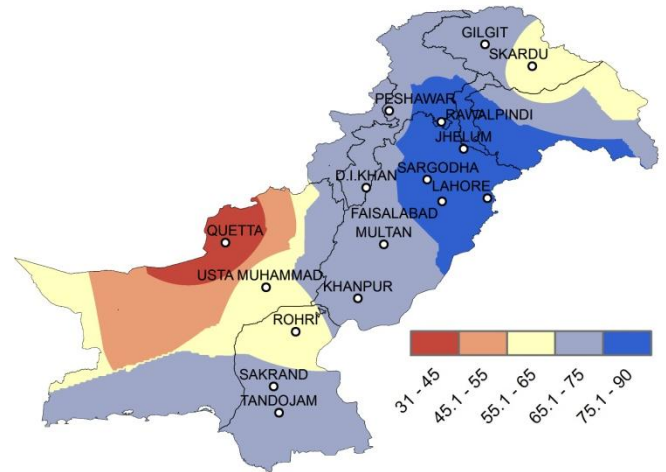 GILGIT
SKARDU
PESHAWAR
RAWALPINDI
JHELUM
SARGODHA
D.I.KHAN
LAHORE
FAISALABAD
MULTAN
QUETTA
USTA MUHAMMAD
KHANPUR
ROHRI
SAKRAND
TANDOJAM
31 - 45
45.1 - 55
55.1 - 65
65.1 - 75
75.1 - 90